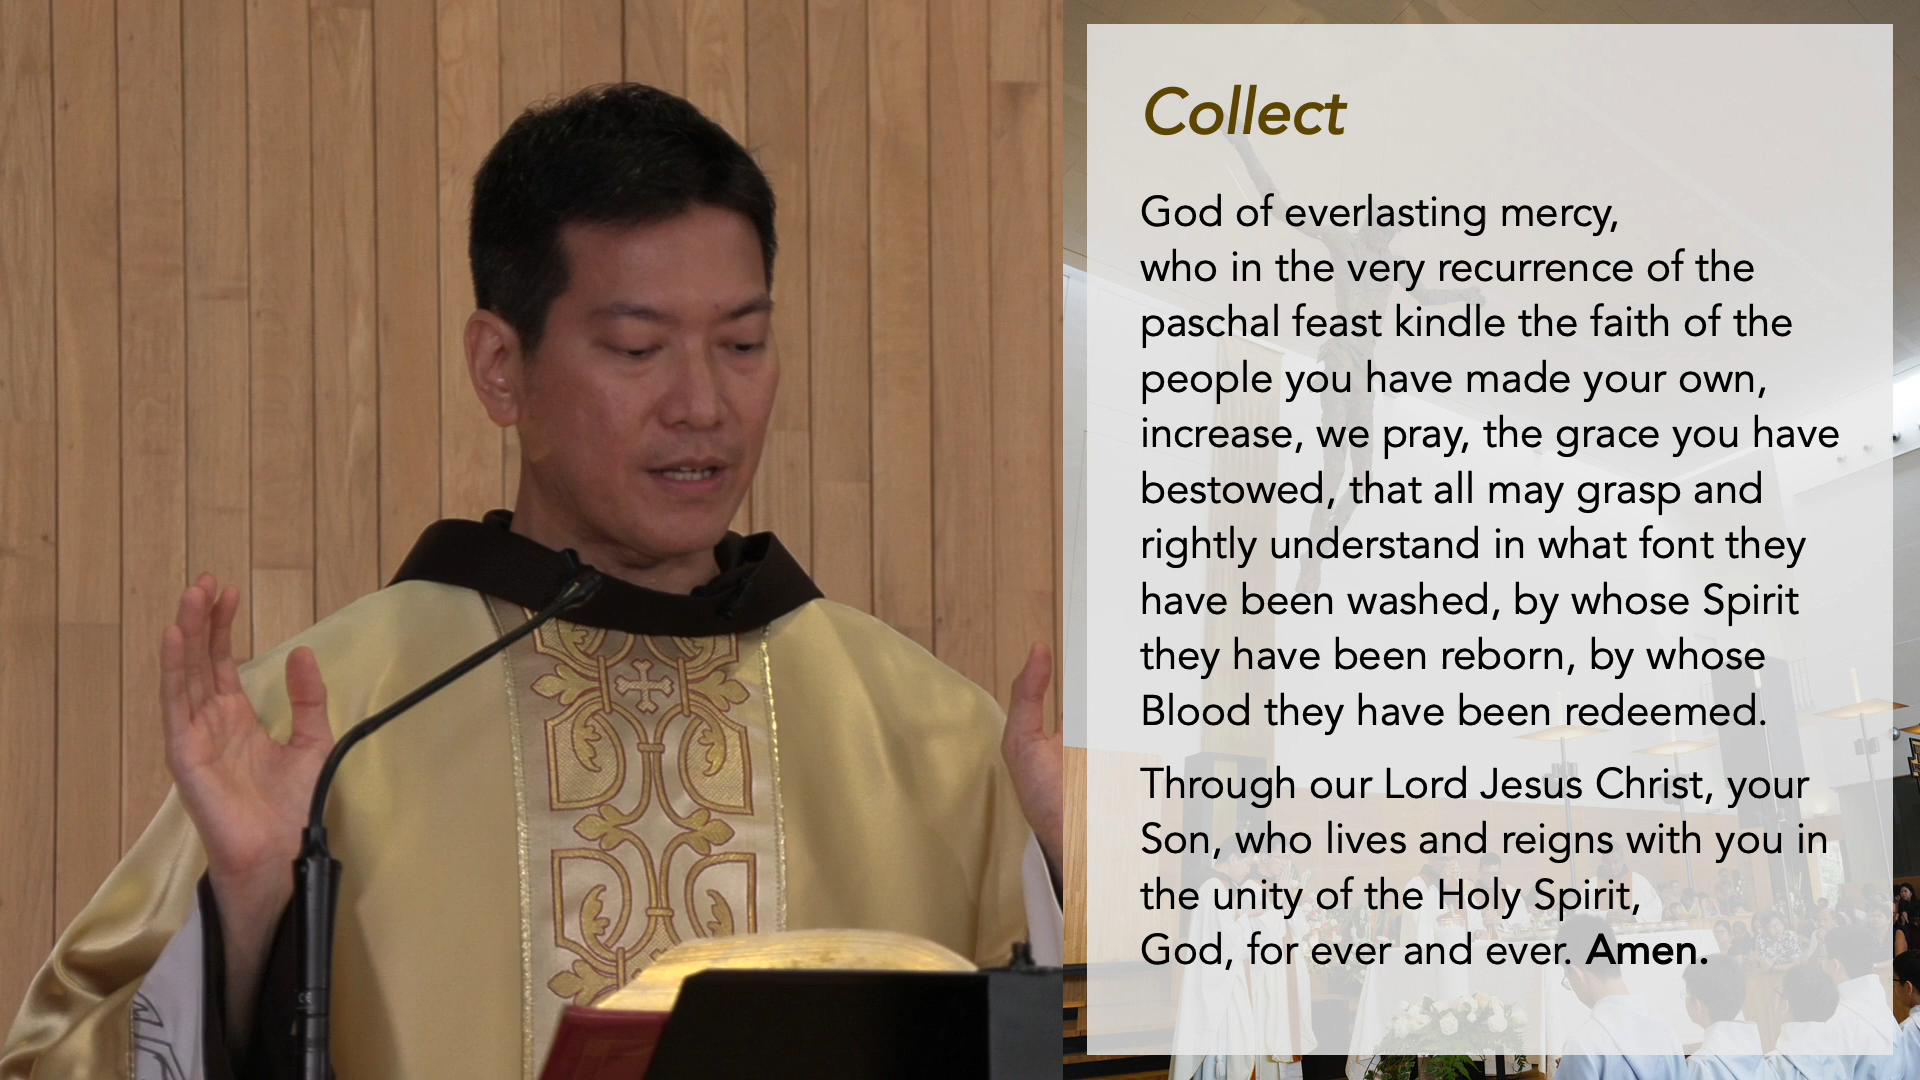 Collect
God of everlasting mercy,
who in the very recurrence of the
paschal feast kindle the faith of the
people you have made your own,
increase, we pray, the grace you have
bestowed, that all may grasp and
rightly understand in what font they
have been washed, by whose Spirit
they have been reborn, by whose
Blood they have been redeemed.
Through our Lord Jesus Christ, your
Son, who lives and reigns with you in
the unity of the Holy Spirit,
God, for ever and ever. Amen.